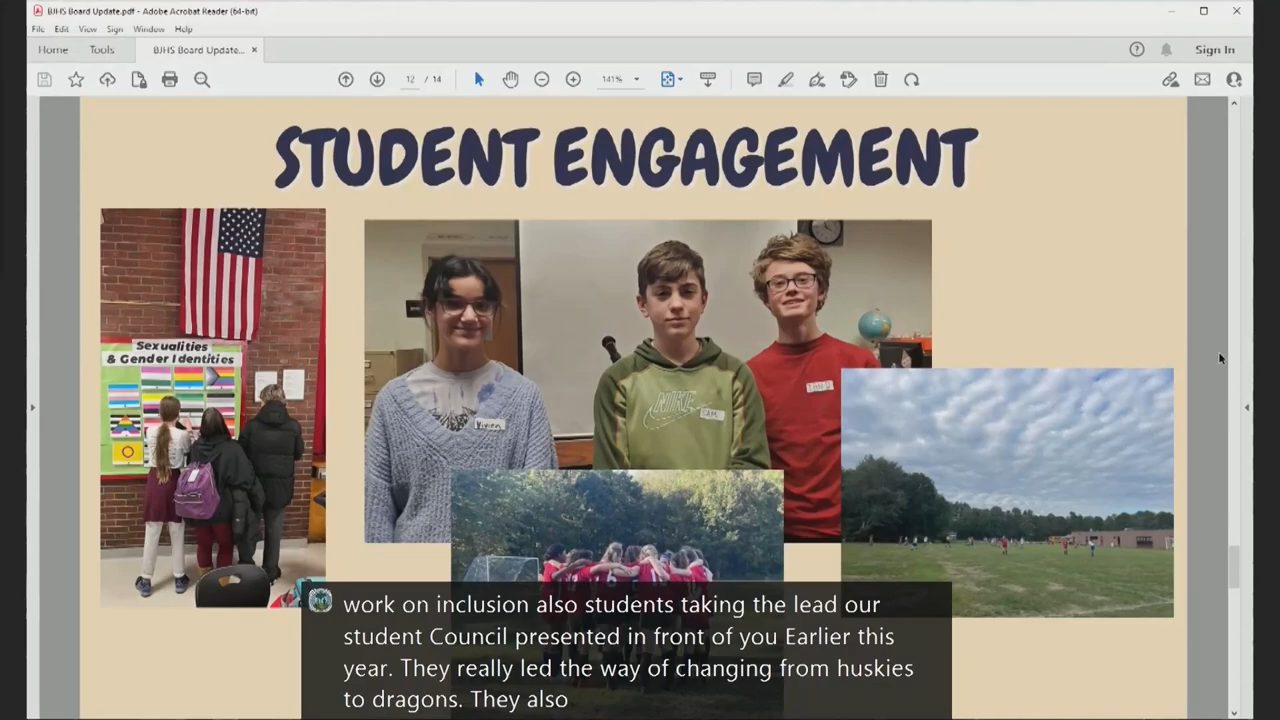 BJHS Board Update.pdf - Adobe Acrobat Reader (64-bit)
File Edit View Sign Window Help
Home Tools BJHS Board Update... ×
Sign In
12 / 14
141%
STUDENT ENGAGEMENT
Sexualities
& Gender Identities
NIKE
SAM
work on inclusion also students taking the lead our
student Council presented in front of you Earlier this
year. They really led the way of changing from huskies
to dragons. They also